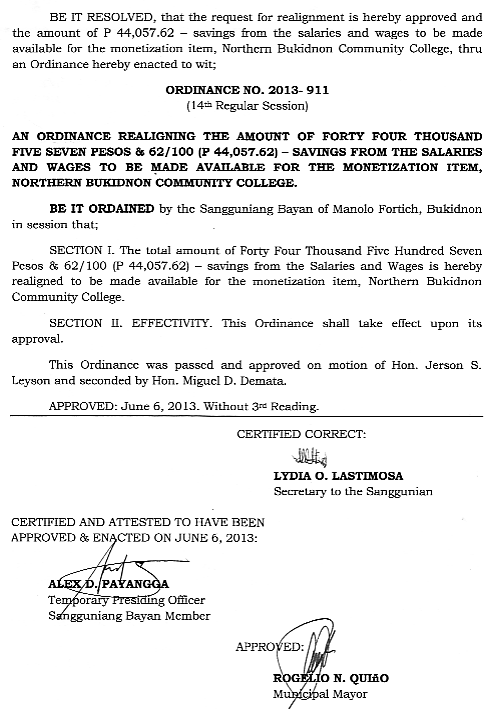 BE IT RESOLVED, that the request for realignment is hereby approved and
the amount of P 44,057.62 – savings from the salaries and wages to be made
available for the monetization item, Northern Bukidnon Community College, thru
an Ordinance hereby enacted to wit;
ORDINANCE NO. 2013- 911
(14th Regular Session)
AN ORDINANCE REALIGNING THE AMOUNT OF FORTY FOUR THOUSAND
FIVE SEVEN PESOS & 62/100 (P 44,057.62) – SAVINGS FROM THE SALARIES
AND WAGES TO BE MADE AVAILABLE FOR THE MONETIZATION ITEM,
NORTHERN BUKIDNON COMMUNITY COLLEGE.
BE IT ORDAINED by the Sangguniang Bayan of Manolo Fortich, Bukidnon
in session that;
SECTION I. The total amount of Forty Four Thousand Five Hundred Seven
Pesos & 62/100 (P 44,057.62) – savings from the Salaries and Wages is hereby
realigned to be made available for the monetization item, Northern Bukidnon
Community College.
SECTION II. EFFECTIVITY. This Ordinance shall take effect upon its
approval.
This Ordinance was passed and approved on motion of Hon. Jerson S.
Leyson and seconded by Hon. Miguel D. Demata.
APPROVED: June 6, 2013. Without 3rd Reading.
CERTIFIED CORRECT:
LYDIA O. LASTIMOSA
Secretary to the Sanggunian
CERTIFIED AND ATTESTED TO HAVE BEEN
APPROVED & ENACTED ON JUNE 6, 2013:
ALEX D. PAYANGGA
Temporary Presiding Officer
Sangguniang Bayan Member
APPROVED:
ROGELIO N. QUIñO
Municipal Mayor